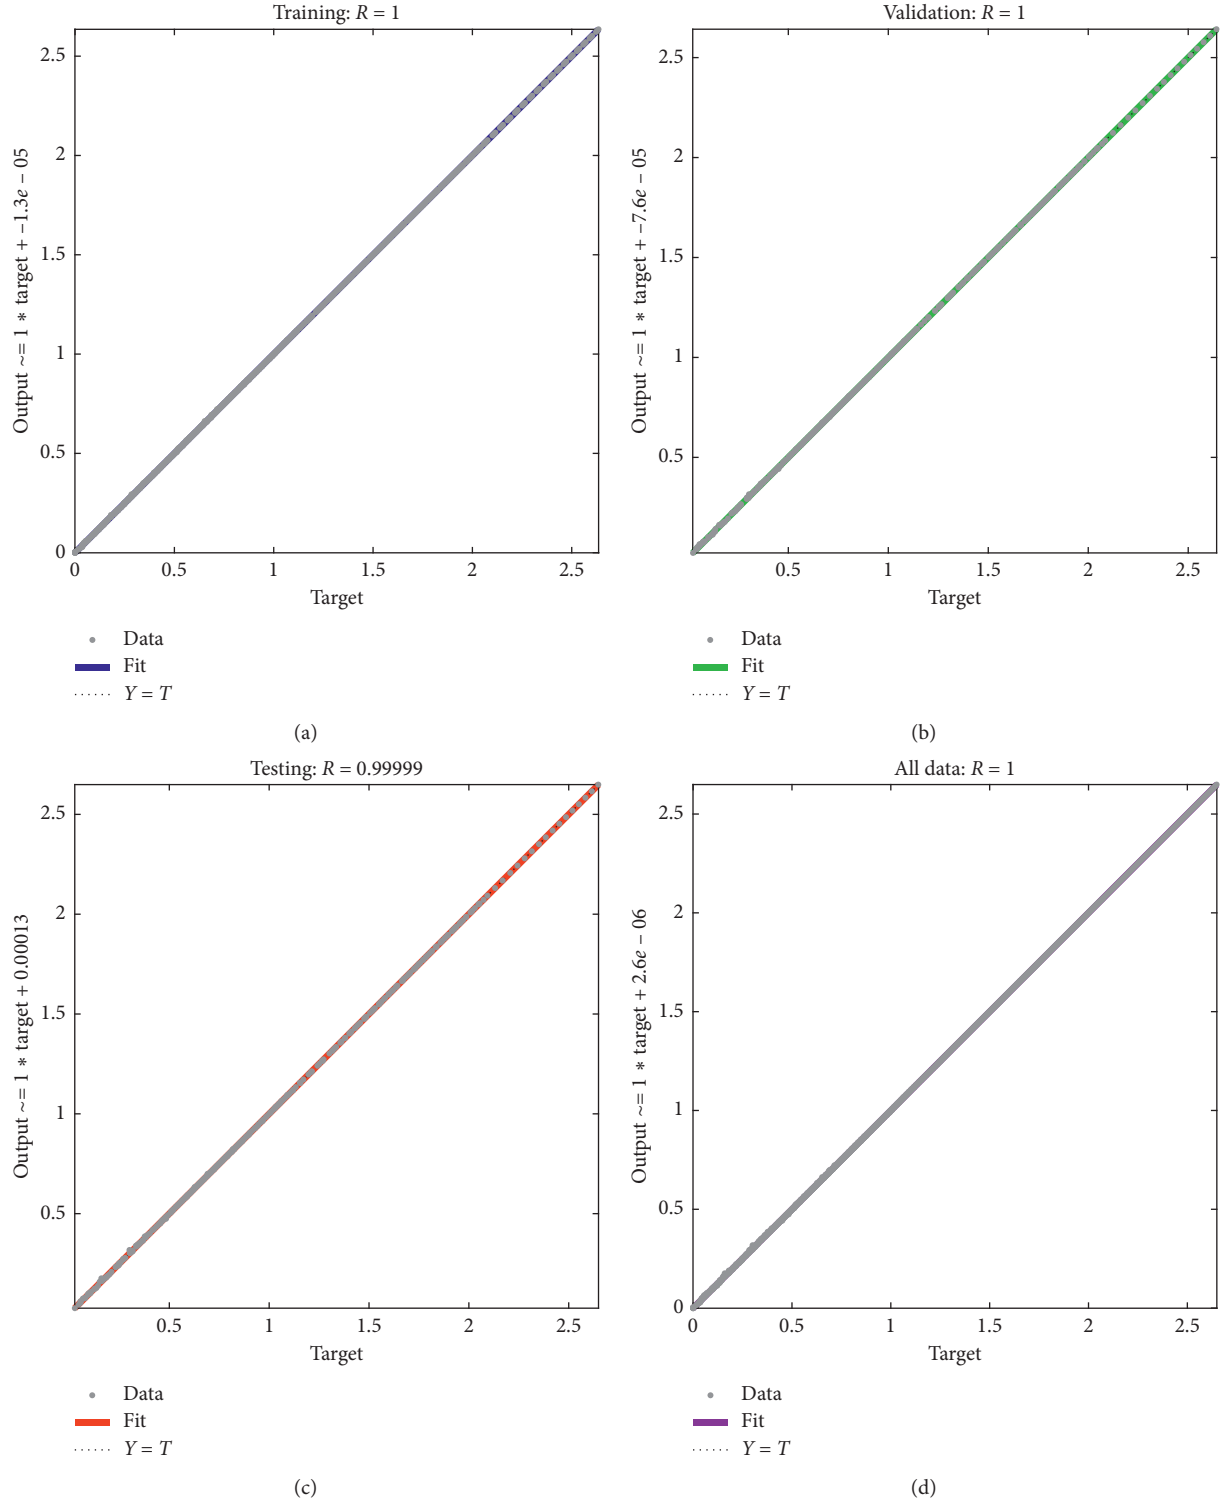 Training: R = 1
Output ~= 1 * target + −1.3e − 05
2.5
2
1.5
1
0.5
0
0 0.5 1 1.5 2 2.5
Target
Data
Fit
Y = T
(a)
Validation: R = 1
Output ~= 1 * target + −7.6e − 05
2.5
2
1.5
1
0.5
0.5 1 1.5 2 2.5
Target
Data
Fit
Y = T
(b)
Testing: R = 0.99999
Output ~= 1 * target + 0.00013
2.5
2
1.5
1
0.5
0.5 1 1.5 2 2.5
Target
Data
Fit
Y = T
(c)
All data: R = 1
Output ~= 1 * target + 2.6e − 06
2.5
2
1.5
1
0.5
0
0 0.5 1 1.5 2 2.5
Target
Data
Fit
Y = T
(d)